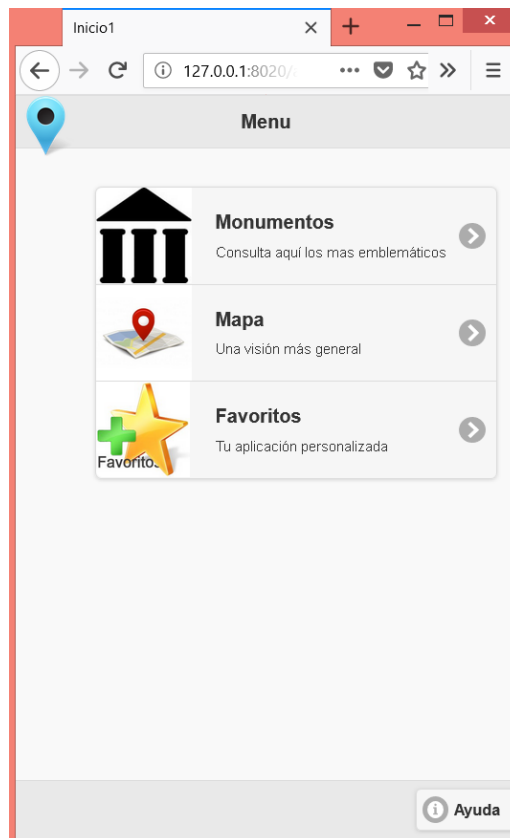 Inicio1
127.0.0.1:8020/
Menu
Monumentos
Consulta aquí los mas emblemáticos
Mapa
Una visión más general
Favoritos
Favoritos
Tu aplicación personalizada
Ayuda